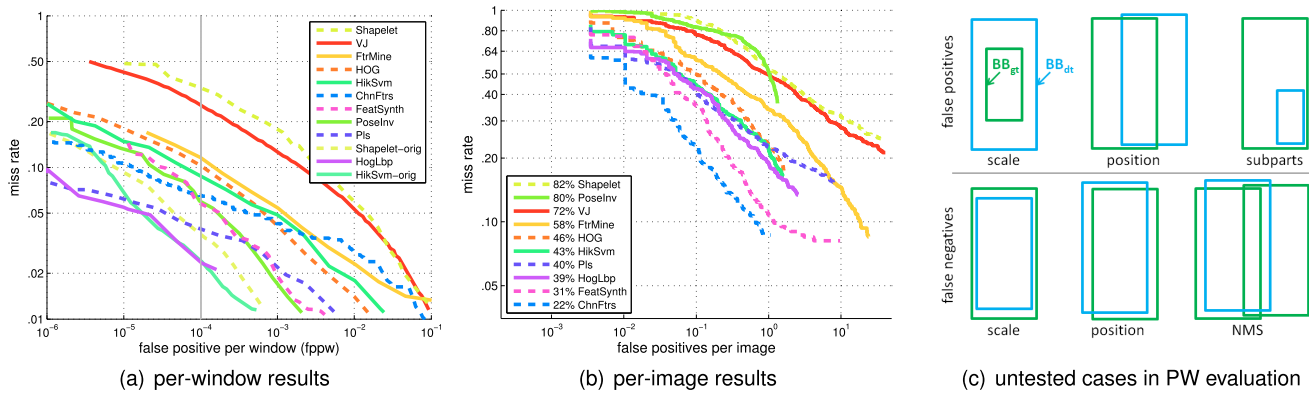 1
.50
.20
.10
.05
.02
.01
miss rate
10⁻⁶
10⁻⁵
10⁻⁴
10⁻³
10⁻²
10⁻¹
false positive per window (fppw)
Shapelet
VJ
FtrMine
HOG
HikSvm
ChnFtrs
FeatSynth
PoseInv
Pls
Shapelet−orig
HogLbp
HikSvm−orig
(a) per-window results
1
.80
.64
.50
.40
.30
.20
.10
.05
miss rate
10⁻³
10⁻²
10⁻¹
10⁰
10¹
false positives per image
82% Shapelet
80% PoseInv
72% VJ
58% FtrMine
46% HOG
43% HikSvm
40% Pls
39% HogLbp
31% FeatSynth
22% ChnFtrs
(b) per-image results
false positives
BBgt
BBdt
scale
position
subparts
false negatives
scale
position
NMS
(c) untested cases in PW evaluation